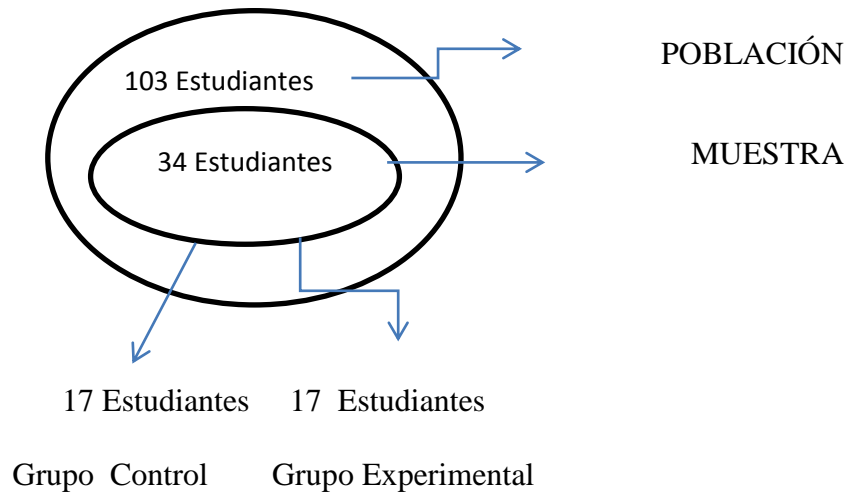 POBLACIÓN
103 Estudiantes
34 Estudiantes
MUESTRA
17 Estudiantes 17 Estudiantes
Grupo Control Grupo Experimental